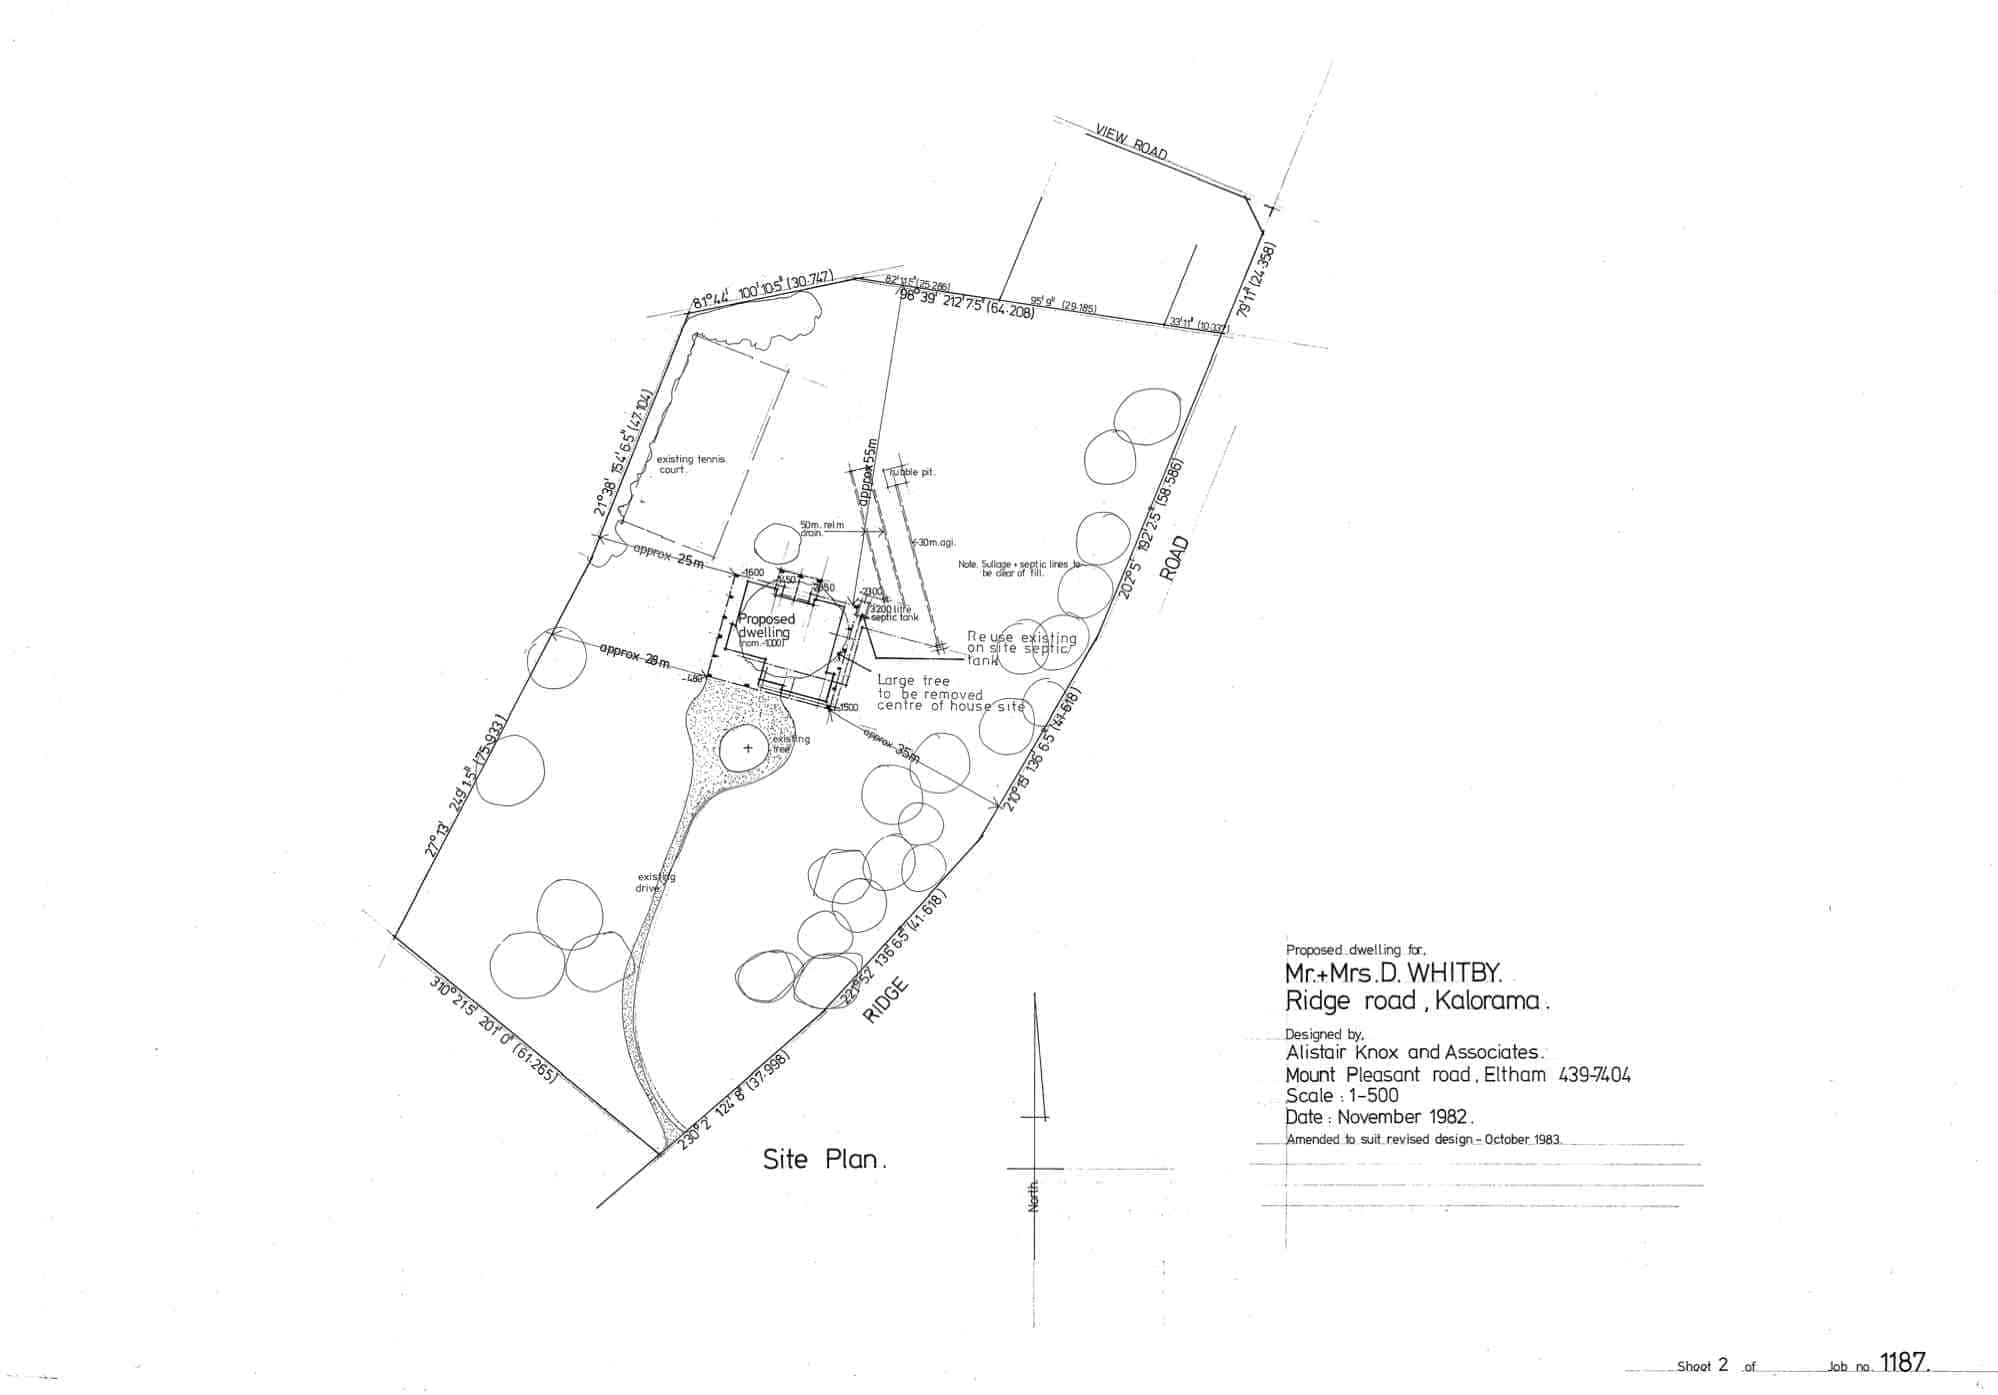 VIEW ROAD
81°44' 100'10.5" (30.747)
82'11.5" (25.286)
98°39' 212'7.5" (64.208)
95'9" (29.185)
33'11" (10.337)
79'11" (24.358)
21°38' 154'6.5" (47.104)
existing tennis
court.
approx 55m
rubble pit.
50m. reln
drain.
30m.agi.
Note. Sullage + septic lines to
be clear of fill.
202°5' 192'2.5" (58.586)
ROAD
approx 25m
-1600
-2300
3200 litre
septic tank
Proposed
dwelling
(nom.-1000)
Reuse existing
on site septic
tank
approx 28m
-480
Large tree
to be removed
centre of house site
-1500
existing
tree
approx 35m
210°15' 136'6.5" (41.618)
27°13' 249'1.5" (75.933)
existing
drive
221°52' 136'6.5" (41.618)
RIDGE
310°21.5' 201'0" (61.265)
230°2' 124'8" (37.998)
Site Plan.
North.
Proposed dwelling for,
Mr.+Mrs.D. WHITBY.
Ridge road, Kalorama.
Designed by,
Alistair Knox and Associates.
Mount Pleasant road, Eltham 439-7404
Scale : 1-500
Date : November 1982.
Amended to suit revised design - October 1983.
Sheet 2 of
Job no. 1187.